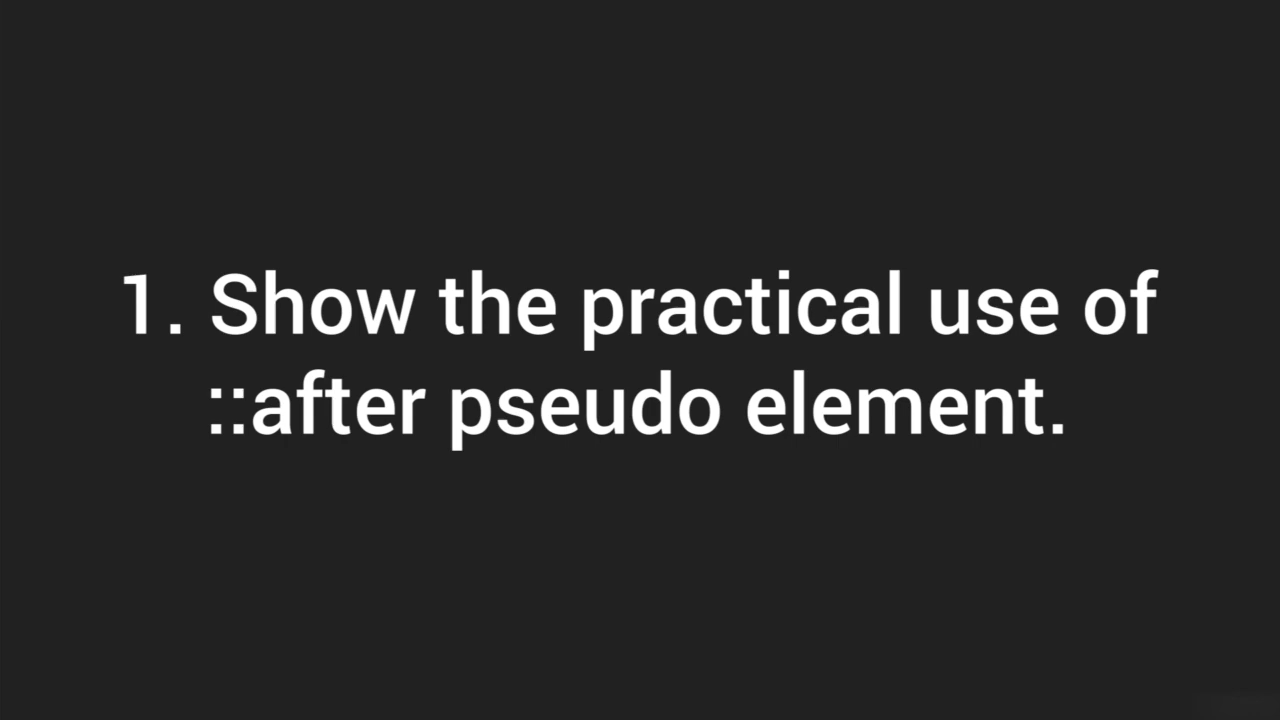 1. Show the practical use of
::after pseudo element.